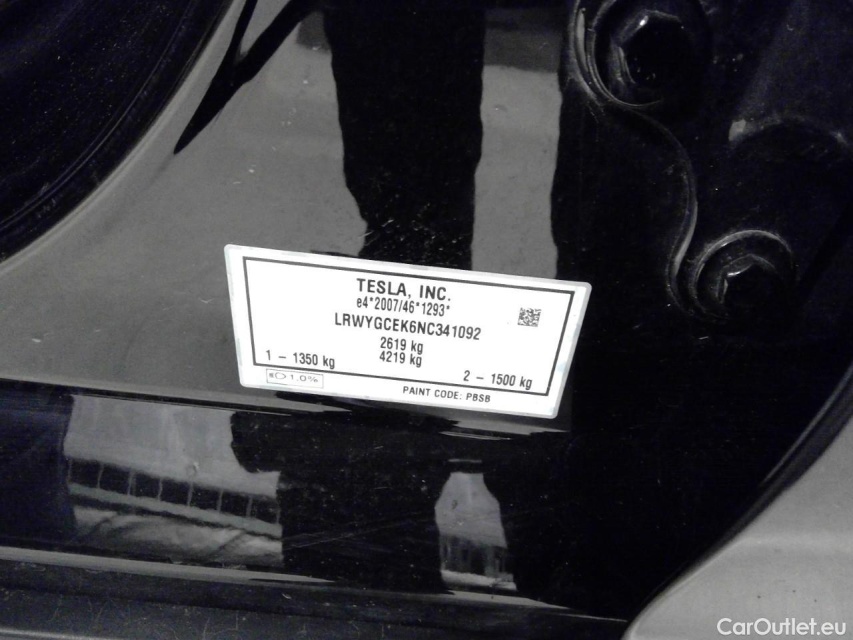 TESLA, INC.
e4*2007/46*1293*
LRWYGCEK6NC341092
2619 kg
4219 kg
1 – 1350 kg
2 – 1500 kg
1.0%
PAINT CODE: PBSB
CarOutlet.eu